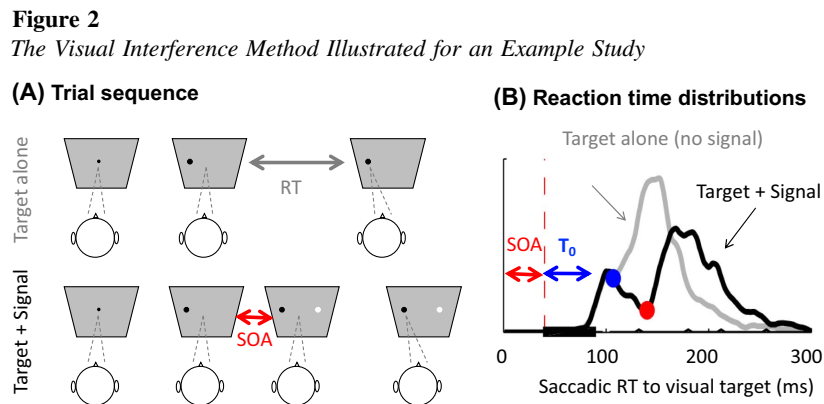 Figure 2
The Visual Interference Method Illustrated for an Example Study
(A) Trial sequence
Target alone
RT
Target + Signal
SOA
(B) Reaction time distributions
Target alone (no signal)
Target + Signal
SOA
T0
0 100 200 300
Saccadic RT to visual target (ms)